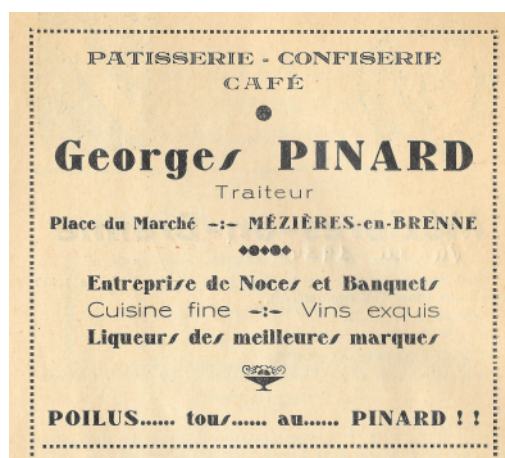 PATISSERIE - CONFISERIE
CAFÉ
Georges PINARD
Traiteur
Place du Marché -:- MÉZIÈRES-en-BRENNE
Entreprise de Noces et Banquets
Cuisine fine -:- Vins exquis
Liqueurs des meilleures marques
POILUS...... tous...... au...... PINARD ! !